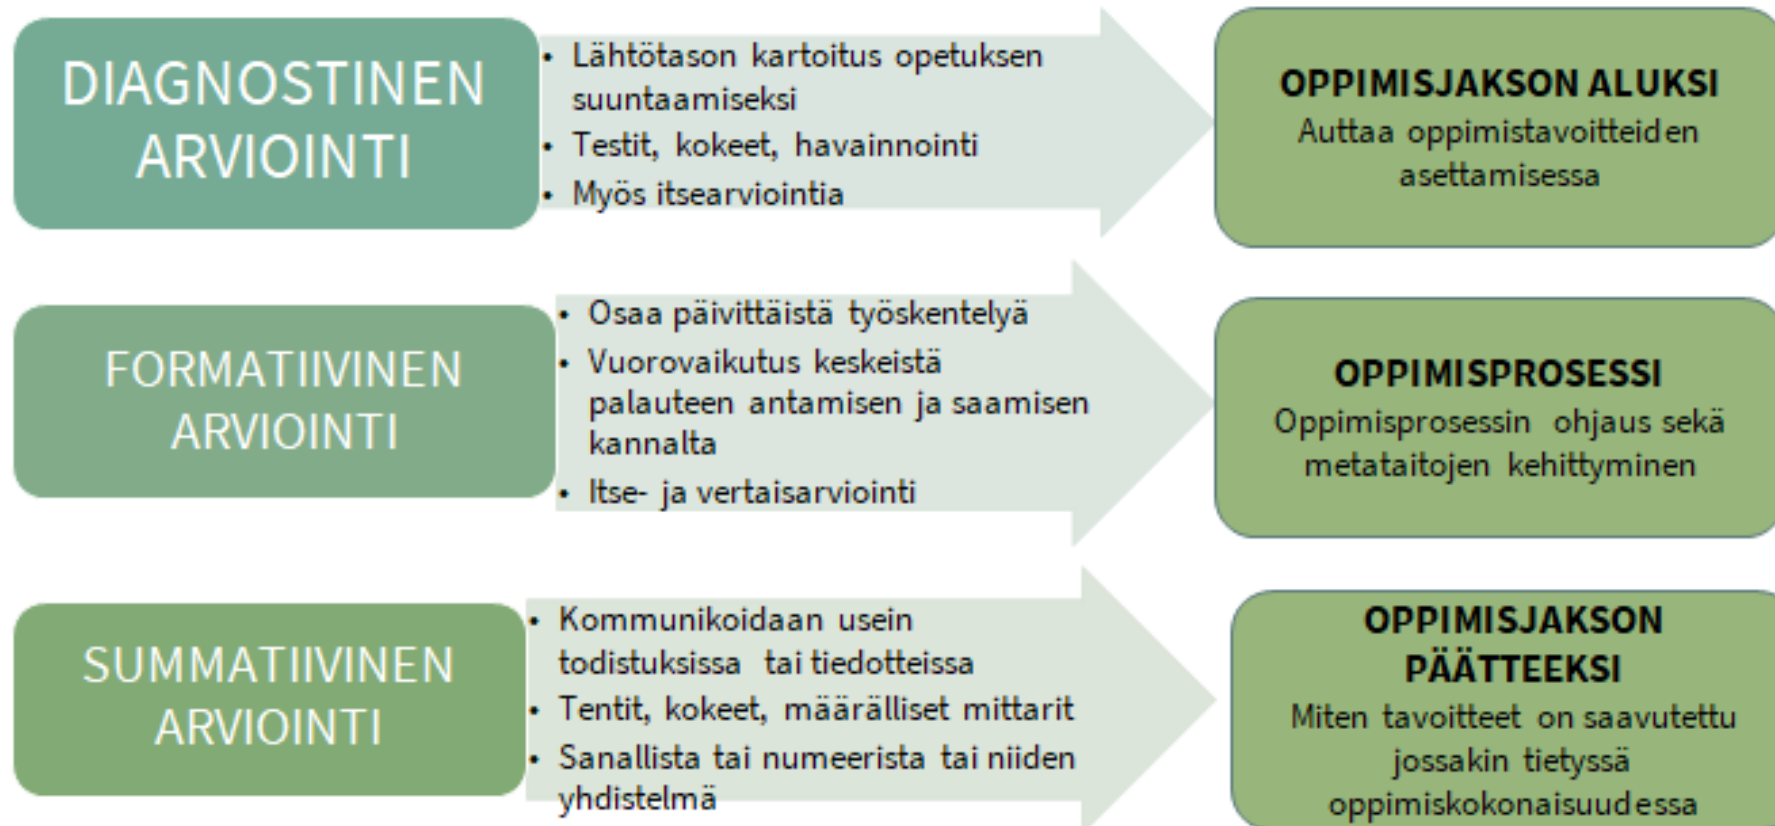 DIAGNOSTINEN
ARVIOINTI
• Lähtötason kartoitus opetuksen
suuntaamiseksi
• Testit, kokeet, havainnointi
• Myös itsearviointia
OPPIMISJAKSON ALUKSI
Auttaa oppimistavoitteiden
asettamisessa
FORMATIIVINEN
ARVIOINTI
• Osaa päivittäistä työskentelyä
• Vuorovaikutus keskeistä
palauteen antamisen ja saamisen
kannalta
• Itse- ja vertaisarviointi
OPPIMISPROSESSI
Oppimisprosessin ohjaus sekä
metataitojen kehittyminen
SUMMATIIVINEN
ARVIOINTI
• Kommunikoidaan usein
todistuksissa tai tiedotteissa
• Tentit, kokeet, määrälliset mittarit
• Sanallista tai numeerista tai niiden
yhdistelmä
OPPIMISJAKSON
PÄÄTTEEKSI
Miten tavoitteet on saavutettu
jossakin tietyssä
oppimiskokonaisuudessa